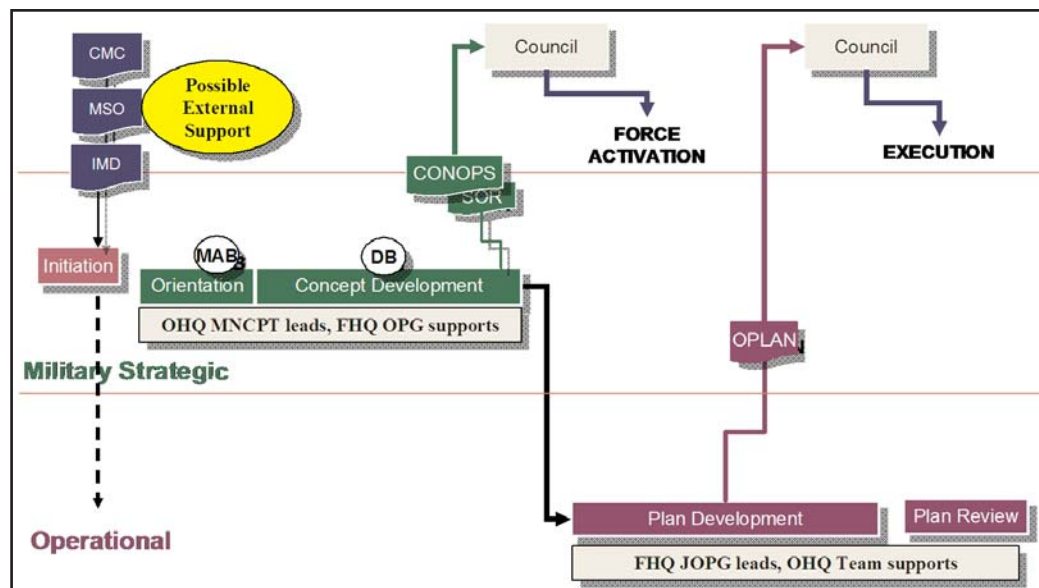 CMC
MSO
IMD
Possible
External
Support
Council
FORCE
ACTIVATION
Council
EXECUTION
CONOPS
SOR
Initiation
MAB
DB
Orientation
Concept Development
OHQ MNCPT leads, FHQ OPG supports
OPLAN
Military Strategic
Operational
Plan Development
Plan Review
FHQ JOPG leads, OHQ Team supports